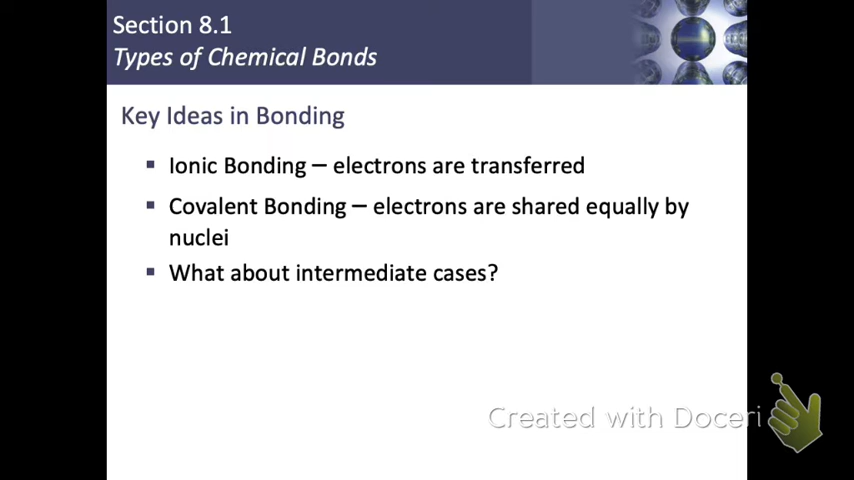 Section 8.1
Types of Chemical Bonds
Key Ideas in Bonding
▪ Ionic Bonding – electrons are transferred
▪ Covalent Bonding – electrons are shared equally by
nuclei
▪ What about intermediate cases?
Created with Doceri